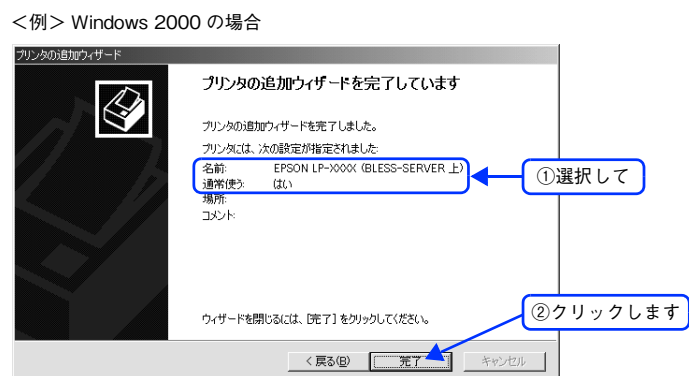 ＜例＞ Windows 2000 の場合
プリンタの追加ウィザード
プリンタの追加ウィザードを完了しています
プリンタの追加ウィザードを完了しました。
プリンタには、次の設定が指定されました:
名前: EPSON LP-XXXX (BLESS-SERVER 上)
通常使う: はい
①選択して
場所:
コメント:
ウィザードを閉じるには、[完了] をクリックしてください。
②クリックします
< 戻る(B)
完了
キャンセル